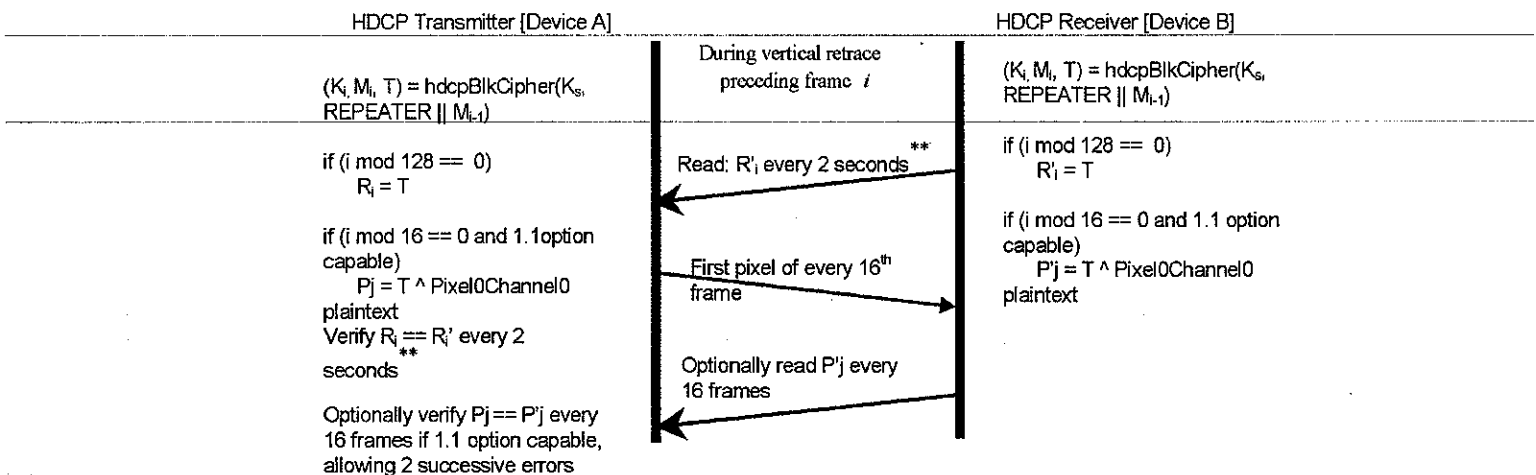 HDCP Transmitter [Device A]
HDCP Receiver [Device B]
During vertical retrace
preceding frame i
(Ki, Mi, T) = hdcpBlkCipher(Ks,
REPEATER || Mi-1)
(Ki, Mi, T) = hdcpBlkCipher(Ks,
REPEATER || Mi-1)
if (i mod 128 == 0)
Ri = T
Read: R'i every 2 seconds**
if (i mod 128 == 0)
R'i = T
if (i mod 16 == 0 and 1.1option
capable)
Pj = T ^ Pixel0Channel0
plaintext
Verify Ri == Ri' every 2
seconds**
First pixel of every 16th
frame
if (i mod 16 == 0 and 1.1 option
capable)
P'j = T ^ Pixel0Channel0
plaintext
Optionally read P'j every
16 frames
Optionally verify Pj == P'j every
16 frames if 1.1 option capable,
allowing 2 successive errors